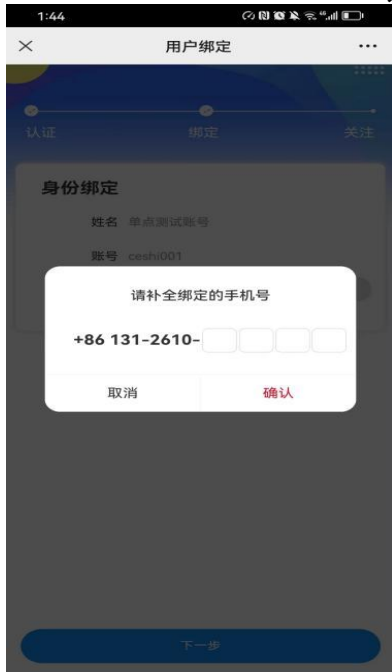 1:44
用户绑定
认证 绑定 关注
身份绑定
姓名 单点测试账号
账号 ceshi001
请补全绑定的手机号
+86 131-2610-
取消 确认
下一步